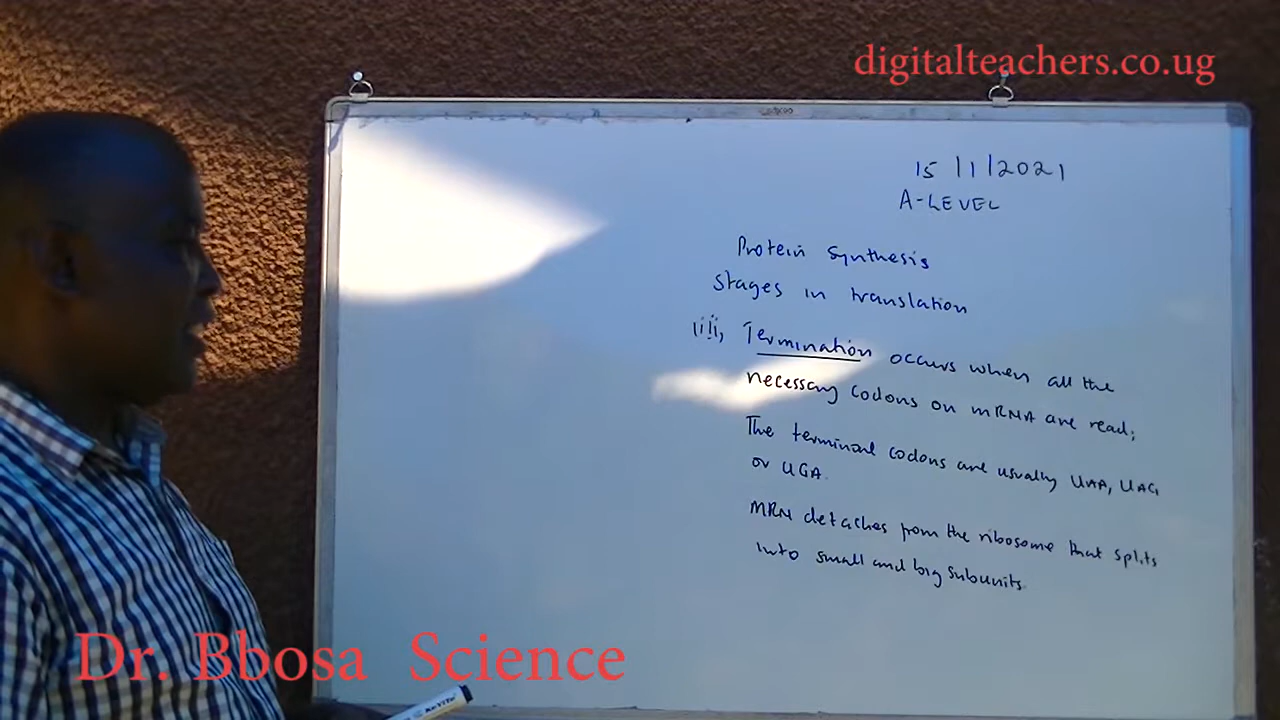 digitalteachers.co.ug
15/1/2021
A-LEVEL
Protein Synthesis
Stages in translation
iii, Termination occurs when all the
necessary codons on mRNA are read;
The terminal codons are usually UAA, UAG,
or UGA.
MRN detaches from the ribosome that splits
into small and big subunits.
Dr. Bbosa Science